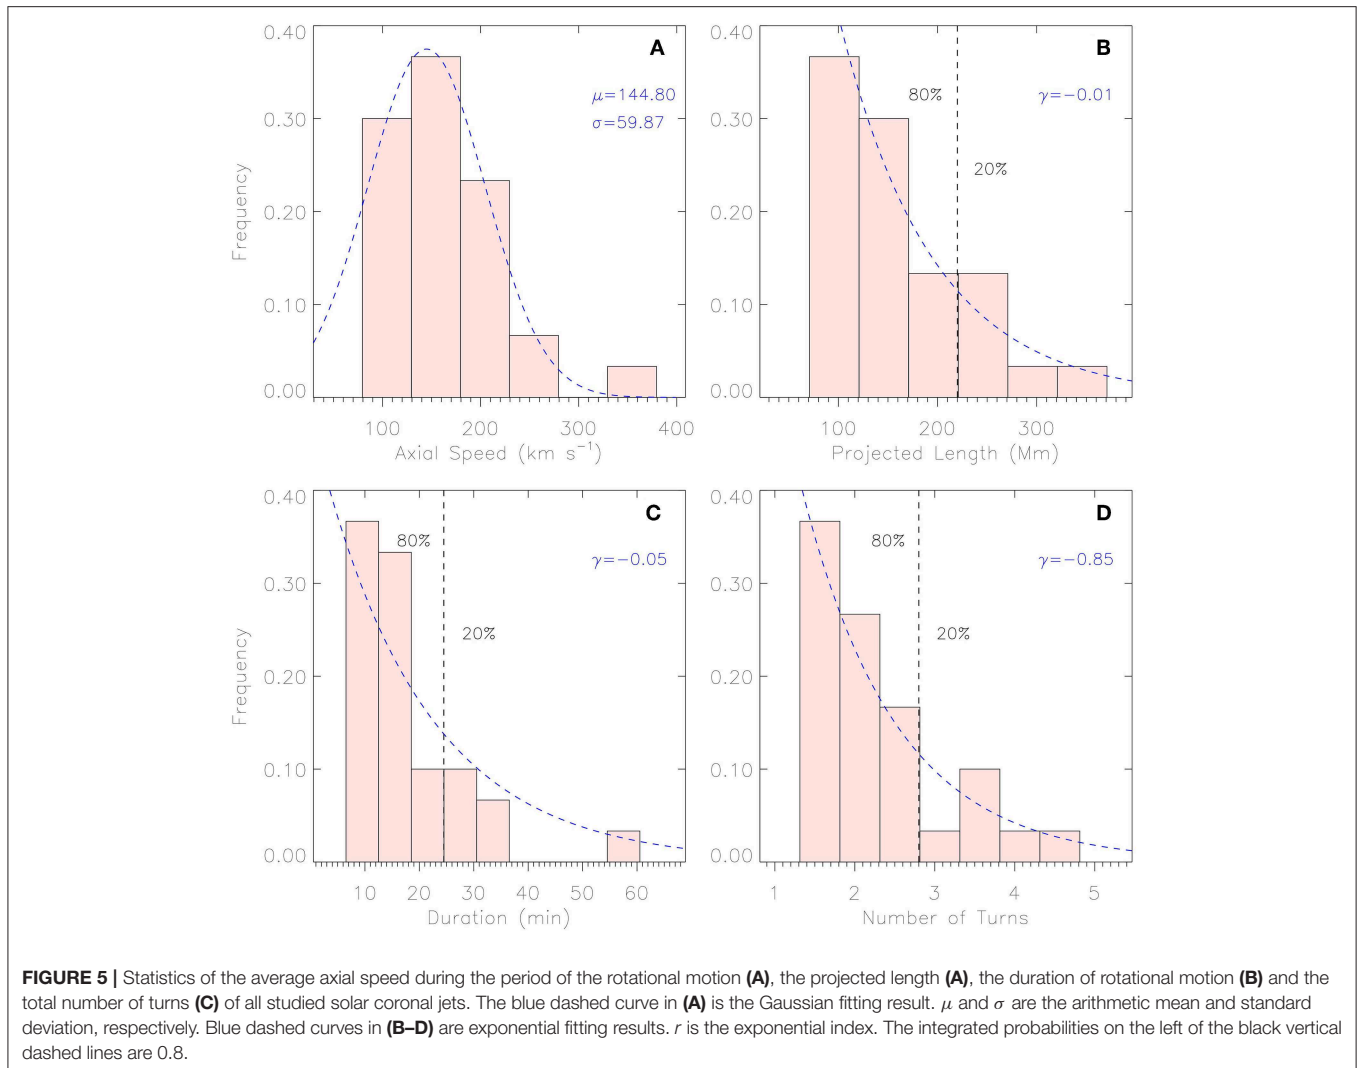 A
μ=144.80
σ=59.87
0.40
0.30
0.20
0.10
0.00
Frequency
100
200
300
400
Axial Speed (km s⁻¹)
B
80%
γ=−0.01
20%
0.40
0.30
0.20
0.10
0.00
100
200
300
Projected Length (Mm)
C
80%
γ=−0.05
20%
0.40
0.30
0.20
0.10
0.00
Frequency
10
20
30
40
50
60
Duration (min)
D
80%
γ=−0.85
20%
0.40
0.30
0.20
0.10
0.00
1
2
3
4
5
Number of Turns
FIGURE 5 | Statistics of the average axial speed during the period of the rotational motion (A), the projected length (A), the duration of rotational motion (B) and the
total number of turns (C) of all studied solar coronal jets. The blue dashed curve in (A) is the Gaussian fitting result. μ and σ are the arithmetic mean and standard
deviation, respectively. Blue dashed curves in (B–D) are exponential fitting results. r is the exponential index. The integrated probabilities on the left of the black vertical
dashed lines are 0.8.